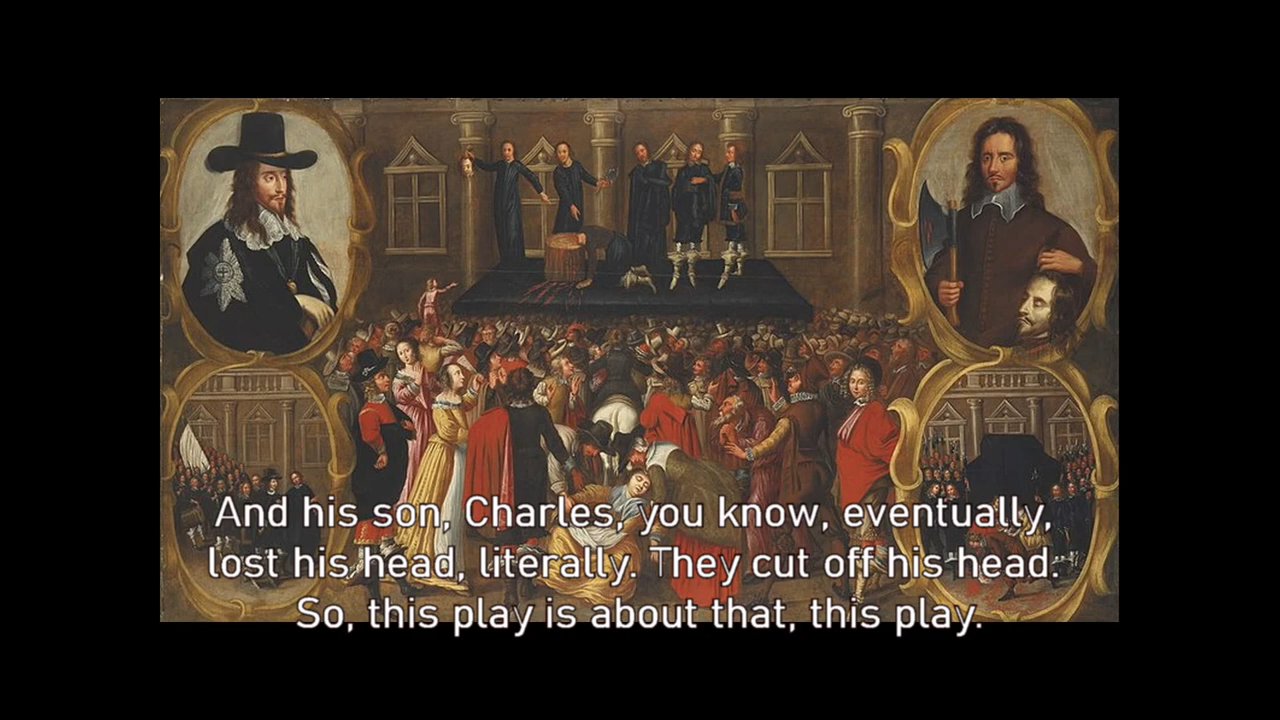 And his son, Charles, you know, eventually,
lost his head, literally. They cut off his head.
So, this play is about that, this play.